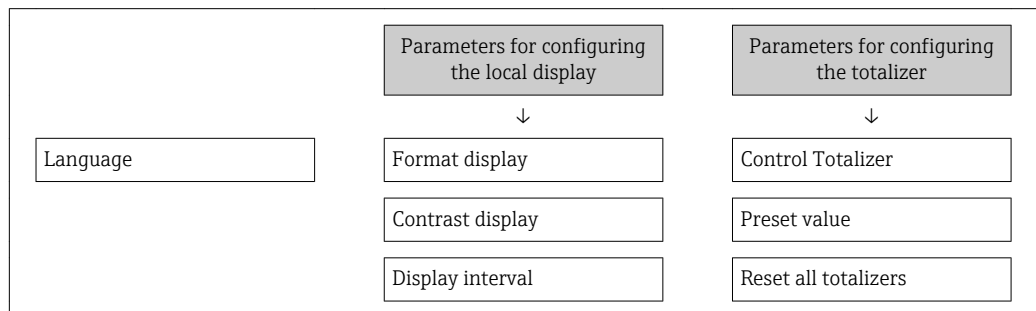 Parameters for configuring
the local display
Parameters for configuring
the totalizer
↓
↓
Language
Format display
Control Totalizer
Contrast display
Preset value
Display interval
Reset all totalizers